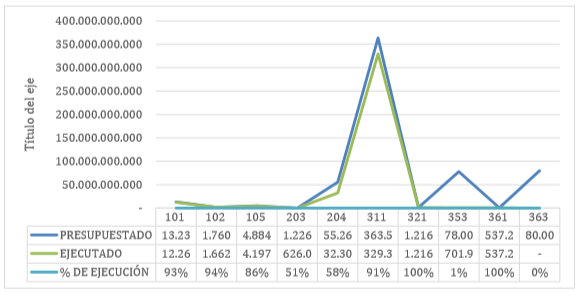 400.000.000.000
350.000.000.000
300.000.000.000
250.000.000.000
200.000.000.000
150.000.000.000
100.000.000.000
50.000.000.000
-
Título del eje
101 102 105 203 204 311 321 353 361 363
PRESUPUESTADO 13.23 1.760 4.884 1.226 55.26 363.5 1.216 78.00 537.2 80.00
EJECUTADO 12.26 1.662 4.197 626.0 32.30 329.3 1.216 701.9 537.2 -
% DE EJECUCIÓN 93% 94% 86% 51% 58% 91% 100% 1% 100% 0%